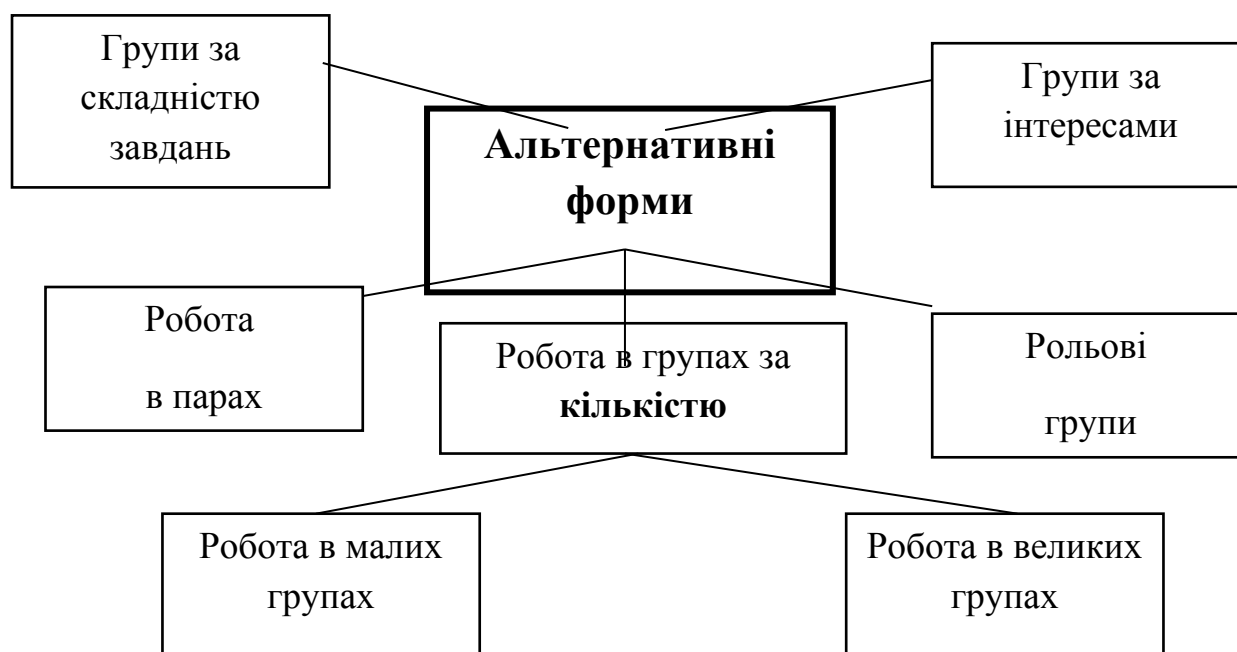 Групи за
складністю
завдань
Групи за
інтересами
Альтернативні
форми
Робота
в парах
Робота в групах за
кількістю
Рольові
групи
Робота в малих
групах
Робота в великих
групах